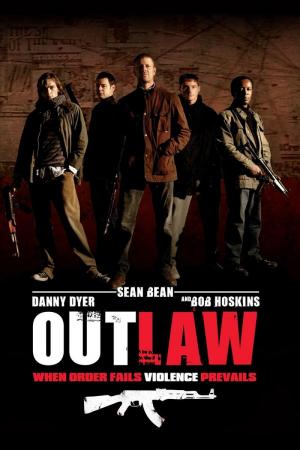 SEAN BEAN
DANNY DYER AND BOB HOSKINS
OUTLAW
WHEN ORDER FAILS VIOLENCE PREVAILS